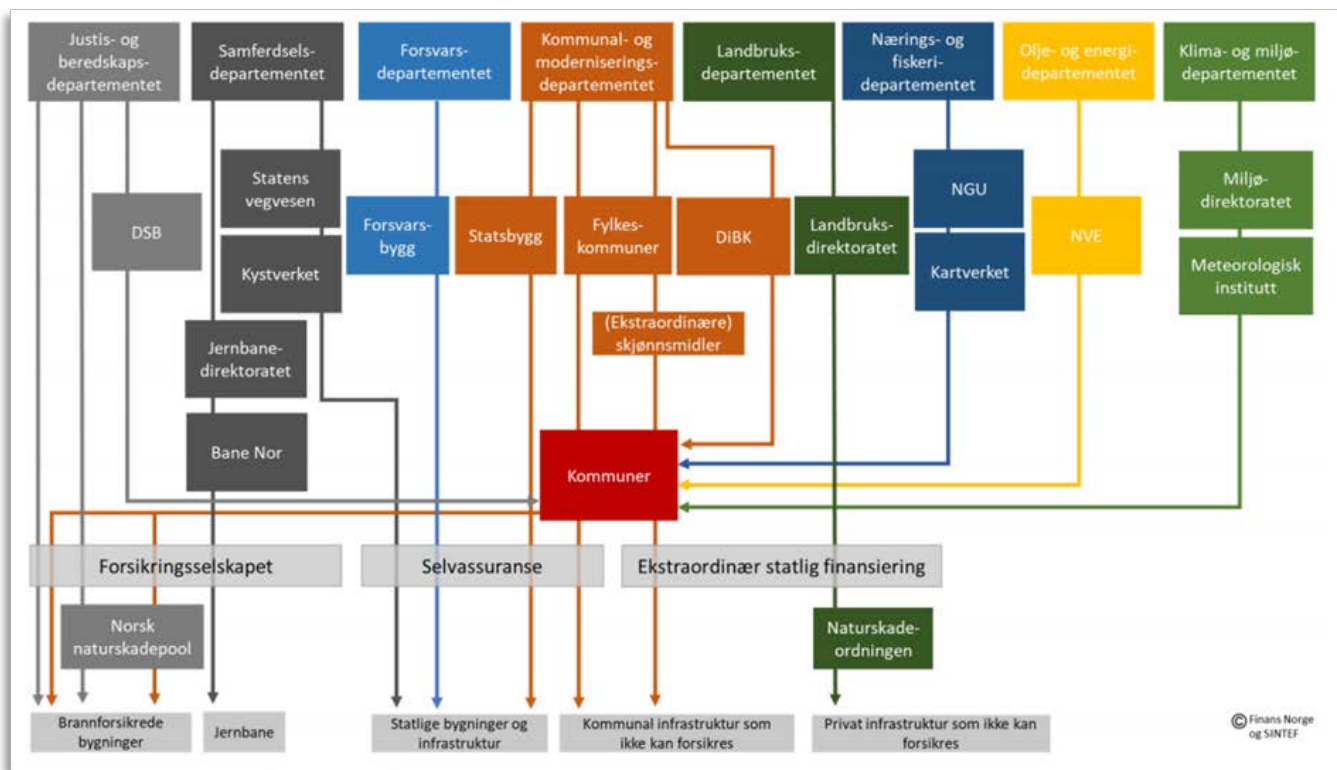 Justis- og
beredskaps-
departementet
Samferdsels-
departementet
Forsvars-
departementet
Kommunal- og
moderniserings-
departementet
Landbruks-
departementet
Nærings- og
fiskeri-
departementet
Olje- og energi-
departementet
Klima- og miljø-
departementet
DSB
Statens
vegvesen
Kystverket
Forsvars-
bygg
Statsbygg
Fylkes-
kommuner
DiBK
Landbruks-
direktoratet
NGU
Kartverket
NVE
Miljø-
direktoratet
Meteorologisk
institutt
Jernbane-
direktoratet
(Ekstraordinære)
skjønnsmidler
Bane Nor
Kommuner
Forsikringsselskapet
Selvassuranse
Ekstraordinær statlig finansiering
Norsk
naturskadepool
Naturskade-
ordningen
Brannforsikrede
bygninger
Jernbane
Statlige bygninger og
infrastruktur
Kommunal infrastruktur som
ikke kan forsikres
Privat infrastruktur som ikke kan
forsikres
© Finans Norge
og SINTEF